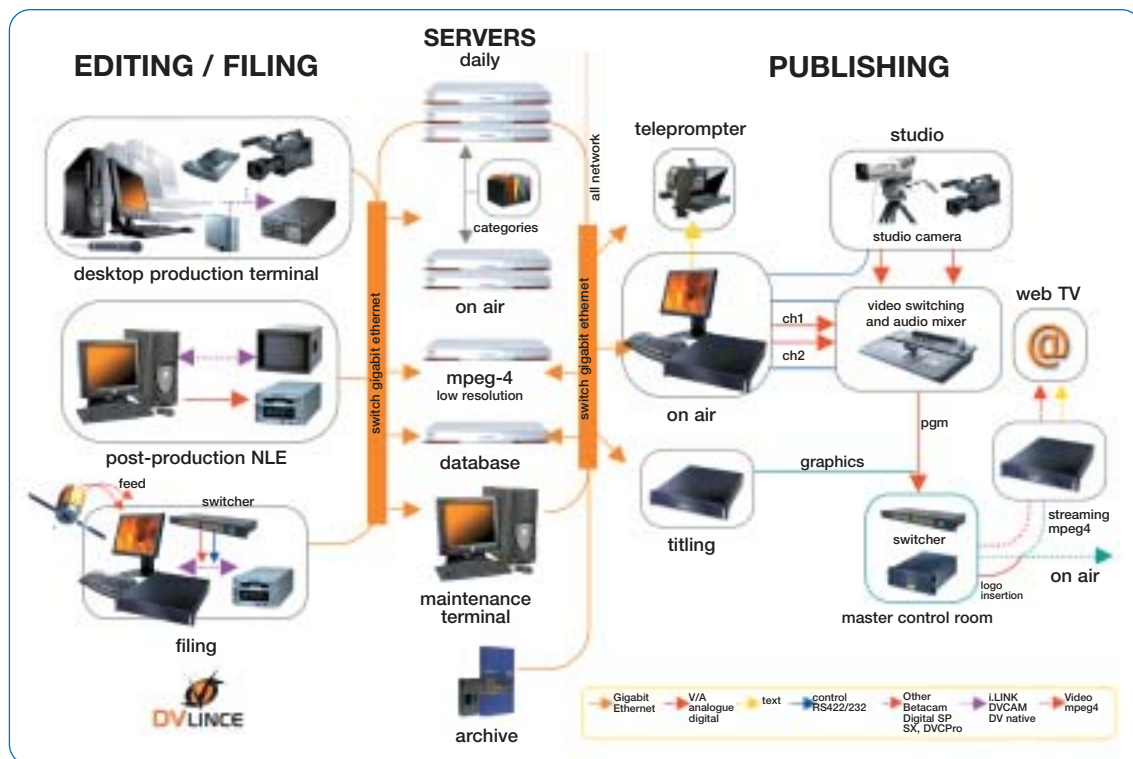 EDITING / FILING
SERVERS
daily
PUBLISHING
desktop production terminal
post-production NLE
feed
switcher
filing
DVLINCE
switch gigabit ethernet
categories
on air
mpeg-4
low resolution
database
maintenance
terminal
archive
all network
switch gigabit ethernet
teleprompter
on air
titling
studio
studio camera
ch1
ch2
video switching
and audio mixer
web TV
@
pgm
graphics
switcher
master control room
logo
insertion
streaming
mpeg4
on air
Gigabit
Ethernet
V/A
analogue
digital
text
control
RS422/232
Other
Betacam
Digital SP
SX, DVCPro
i.LINK
DVCAM
DV native
Video
mpeg4